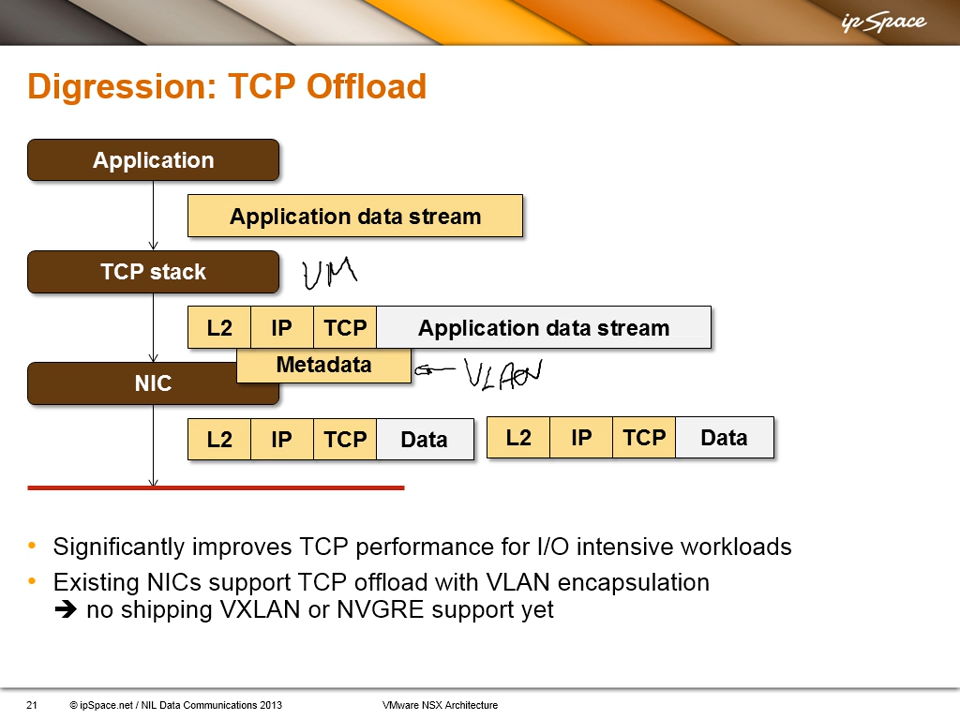 ipSpace
Digression: TCP Offload
Application
Application data stream
TCP stack
VM
L2 IP TCP Application data stream
Metadata
VLAN
NIC
L2 IP TCP Data
L2 IP TCP Data
• Significantly improves TCP performance for I/O intensive workloads
• Existing NICs support TCP offload with VLAN encapsulation
➔ no shipping VXLAN or NVGRE support yet
21 © ipSpace.net / NIL Data Communications 2013 VMware NSX Architecture